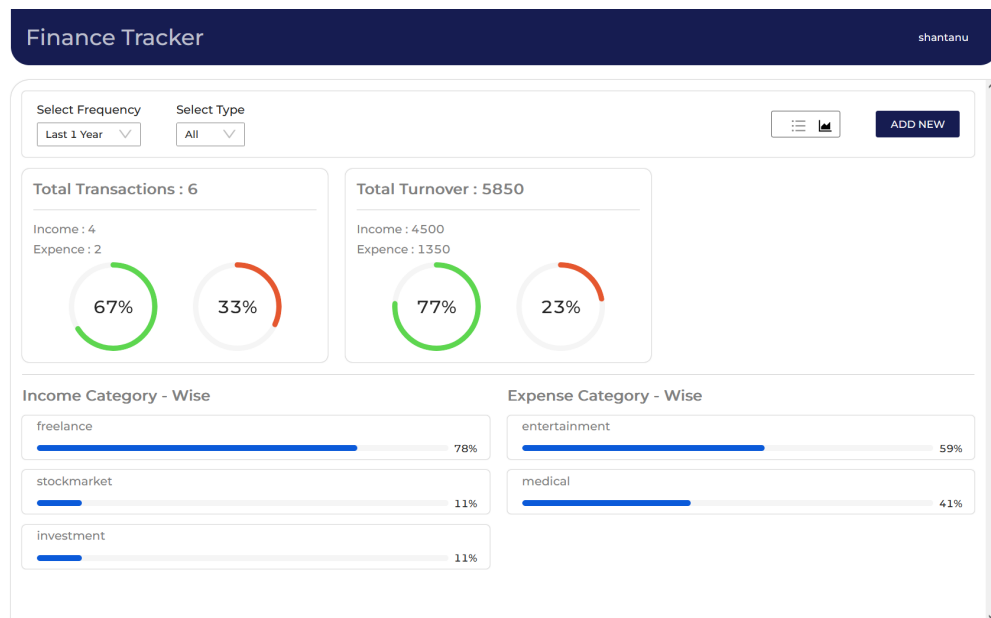 Finance Tracker
shantanu
Select Frequency
Select Type
Last 1 Year
All
ADD NEW
Total Transactions : 6
Income : 4
Expence : 2
67%
33%
Total Turnover : 5850
Income : 4500
Expence : 1350
77%
23%
Income Category - Wise
freelance
78%
stockmarket
11%
investment
11%
Expense Category - Wise
entertainment
59%
medical
41%